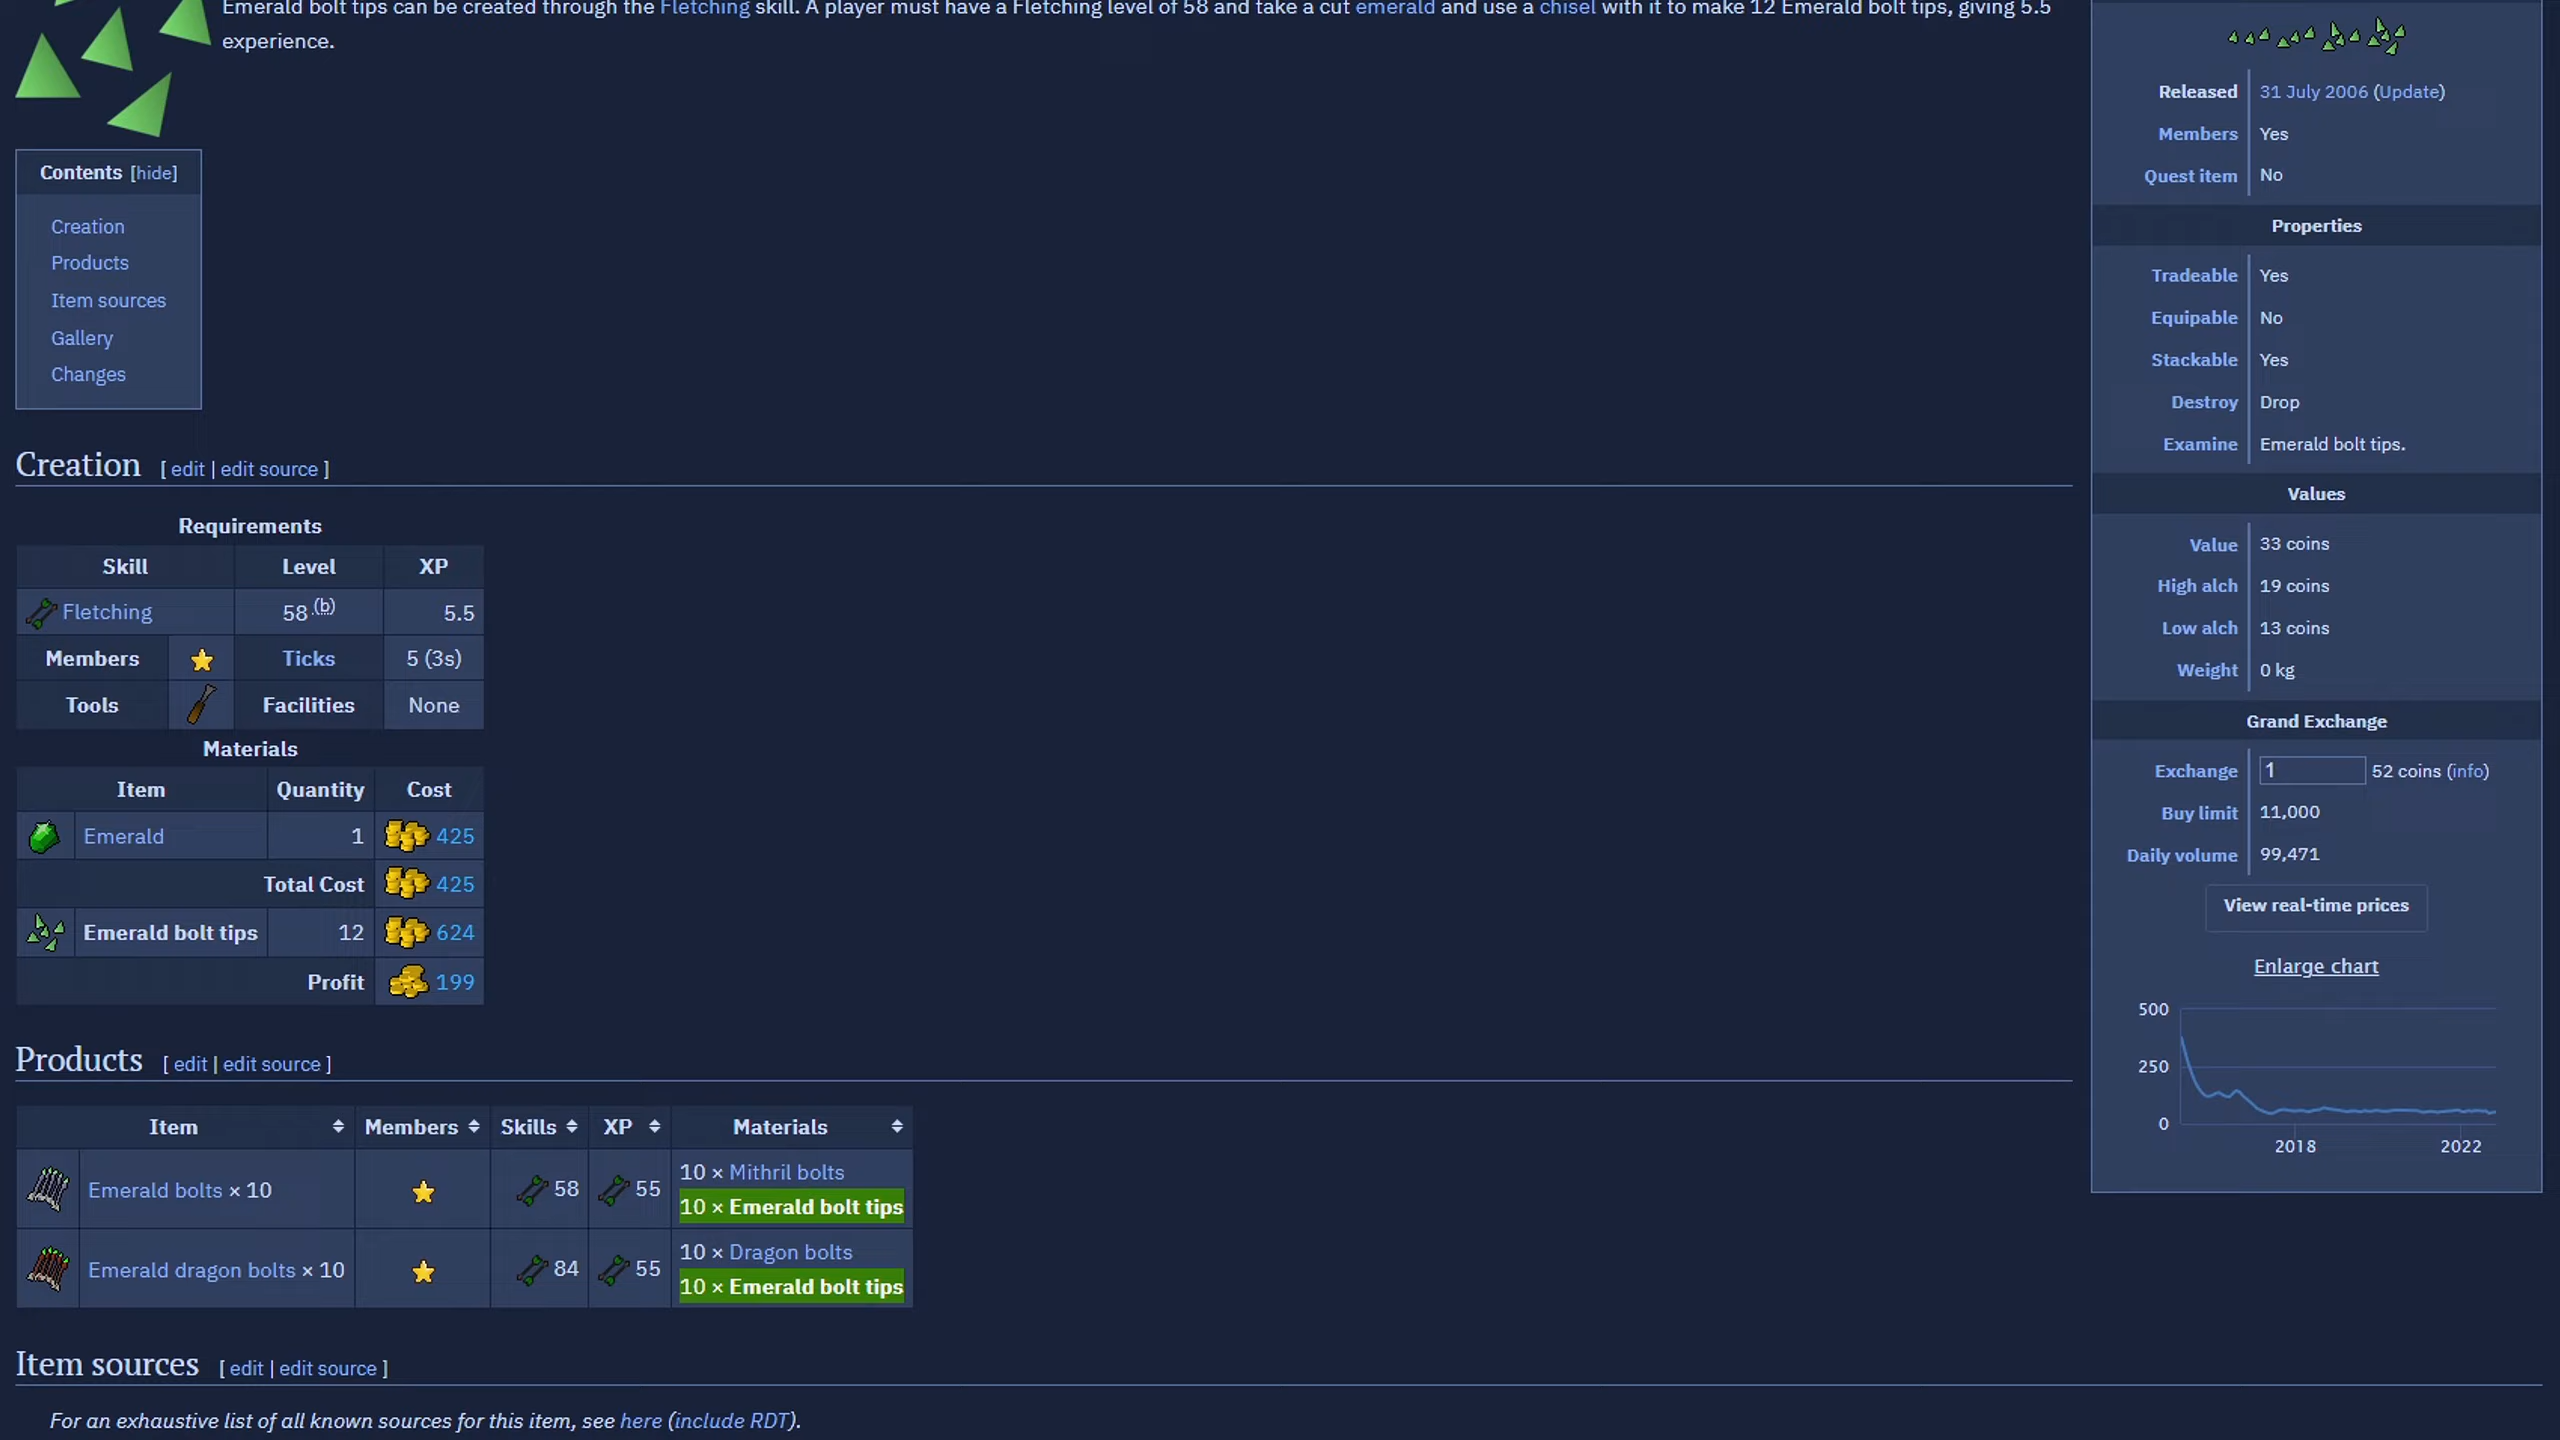 Emerald bolt tips can be created through the Fletching skill. A player must have a Fletching level of 58 and take a cut emerald and use a chisel with it to make 12 Emerald bolt tips, giving 5.5
experience.
Contents [hide]
Creation
Products
Item sources
Gallery
Changes
Creation [ edit | edit source ]
Requirements
Skill Level XP
Fletching 58 (b) 5.5
Members Ticks 5 (3s)
Tools Facilities None
Materials
Item Quantity Cost
Emerald 1 425
Total Cost 425
Emerald bolt tips 12 624
Profit 199
Products [ edit | edit source ]
Item Members Skills XP Materials
Emerald bolts × 10 58 55 10 × Mithril bolts
10 × Emerald bolt tips
Emerald dragon bolts × 10 84 55 10 × Dragon bolts
10 × Emerald bolt tips
Item sources [ edit | edit source ]
For an exhaustive list of all known sources for this item, see here (include RDT).
Released 31 July 2006 (Update)
Members Yes
Quest item No
Properties
Tradeable Yes
Equipable No
Stackable Yes
Destroy Drop
Examine Emerald bolt tips.
Values
Value 33 coins
High alch 19 coins
Low alch 13 coins
Weight 0 kg
Grand Exchange
Exchange 1 52 coins (info)
Buy limit 11,000
Daily volume 99,471
View real-time prices
Enlarge chart
500
250
0
2018 2022